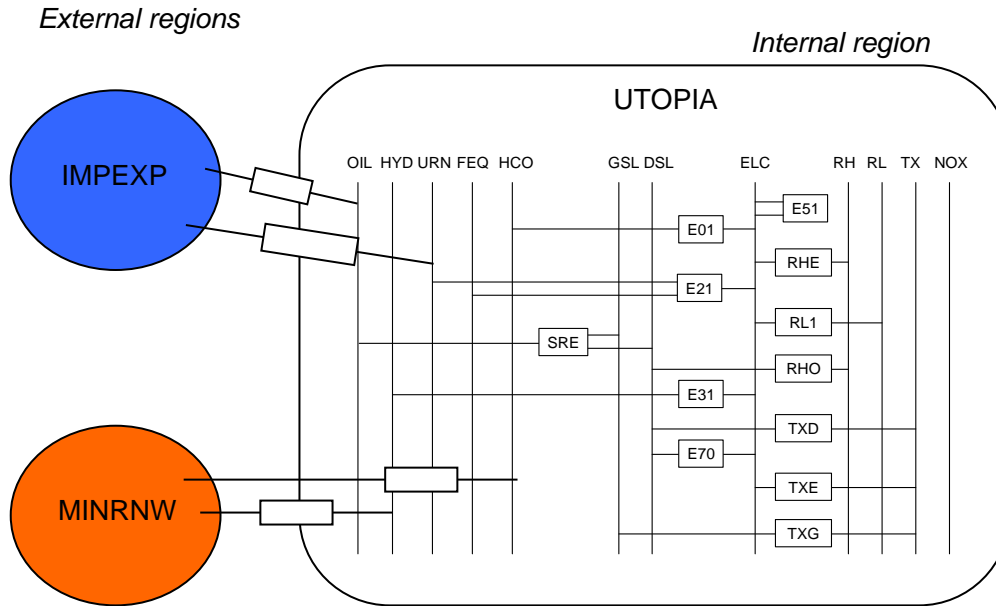 External regions
Internal region
UTOPIA
IMPEXP
OIL HYD URN FEQ HCO GSL DSL ELC RH RL TX NOX
E51
E01
RHE
E21
RL1
SRE
RHO
E31
TXD
E70
MINRNW
TXE
TXG